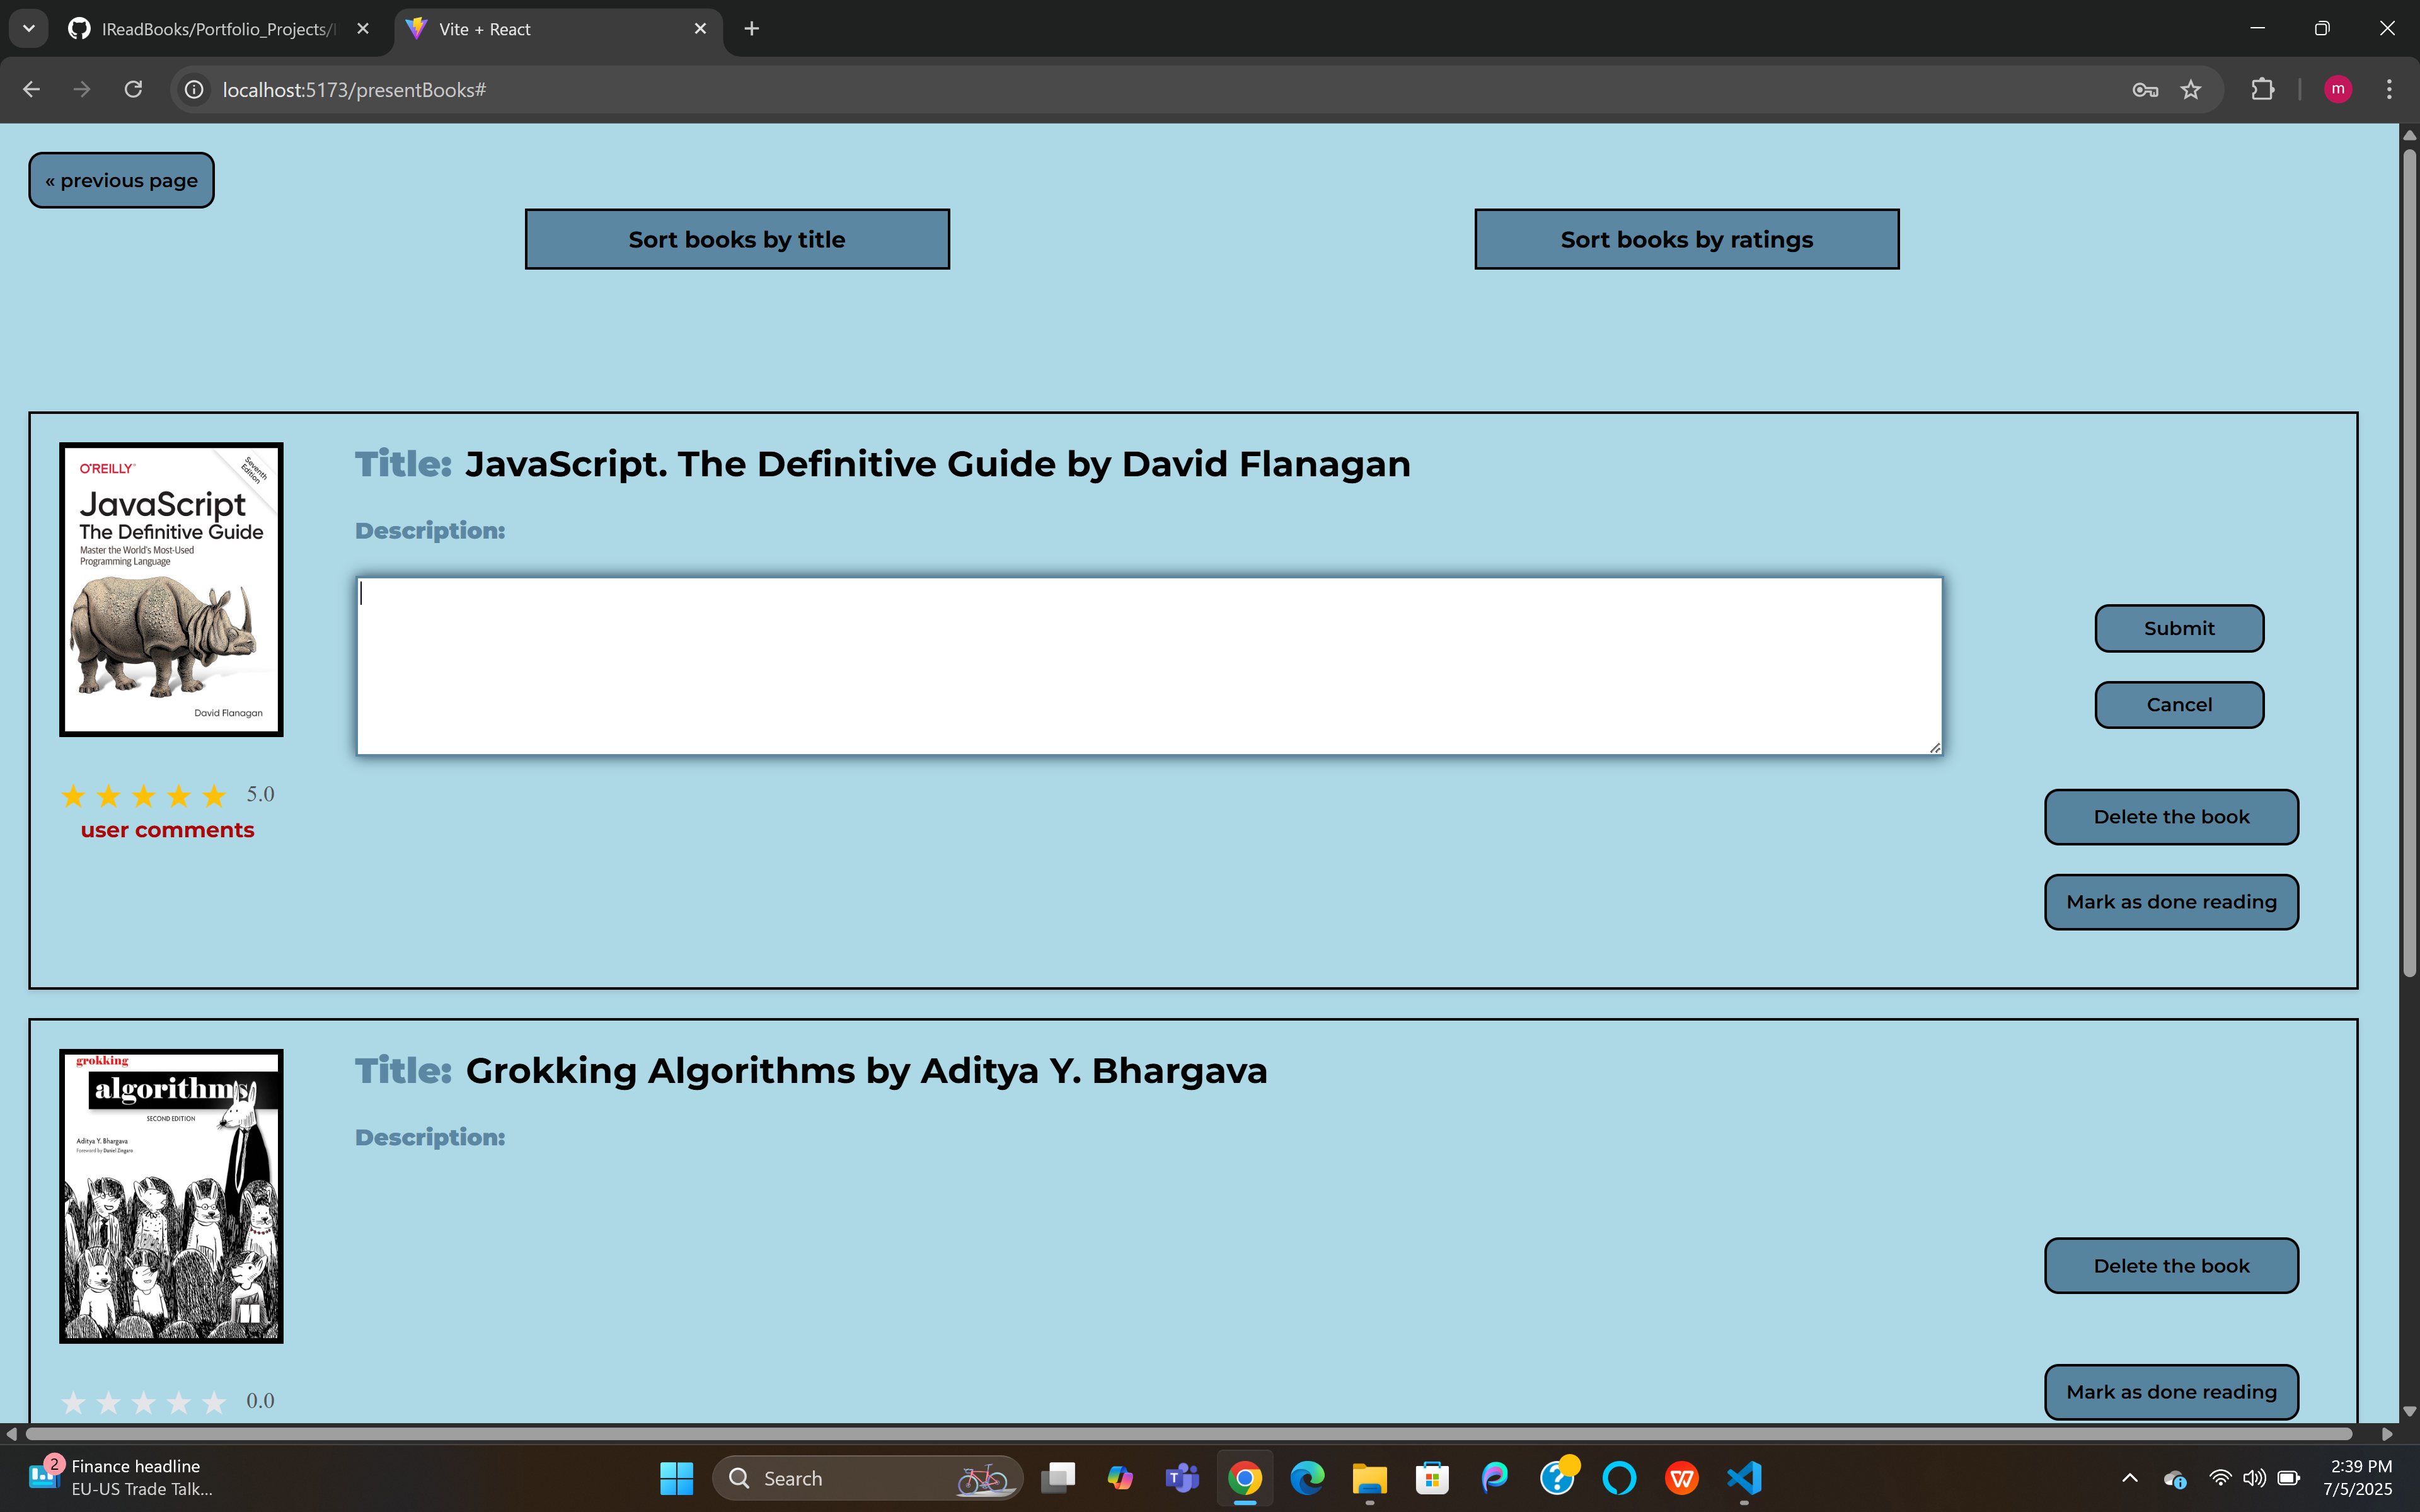 IReadBooks/Portfolio_Projects/
Vite + React
localhost:5173/presentBooks#
m
« previous page
Sort books by title
Sort books by ratings
O'REILLY
Seventh
Edition
JavaScript
The Definitive Guide
Master the World's Most-Used
Programming Language
David Flanagan
Title: JavaScript. The Definitive Guide by David Flanagan
Description:
Submit
Cancel
5.0
user comments
Delete the book
Mark as done reading
grokking
algorithms
SECOND EDITION
Aditya Y. Bhargava
Foreword by Daniel Zingaro
Title: Grokking Algorithms by Aditya Y. Bhargava
Description:
Delete the book
Mark as done reading
0.0
2
Finance headline
EU-US Trade Talk...
Search
2:39 PM
7/5/2025